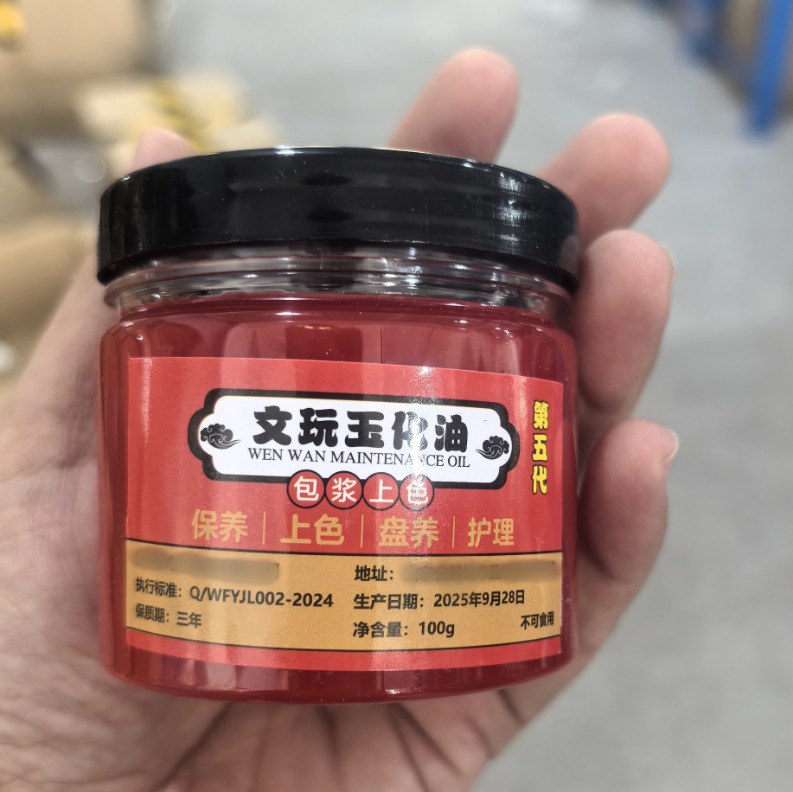 文玩玉化油
WEN WAN MAINTENANCE OIL
第五代
包浆上色
保养｜上色｜盘养｜护理
地址：
执行标准：Q/WFYJL002-2024
生产日期：2025年9月28日
保质期：三年
净含量：100g
不可食用